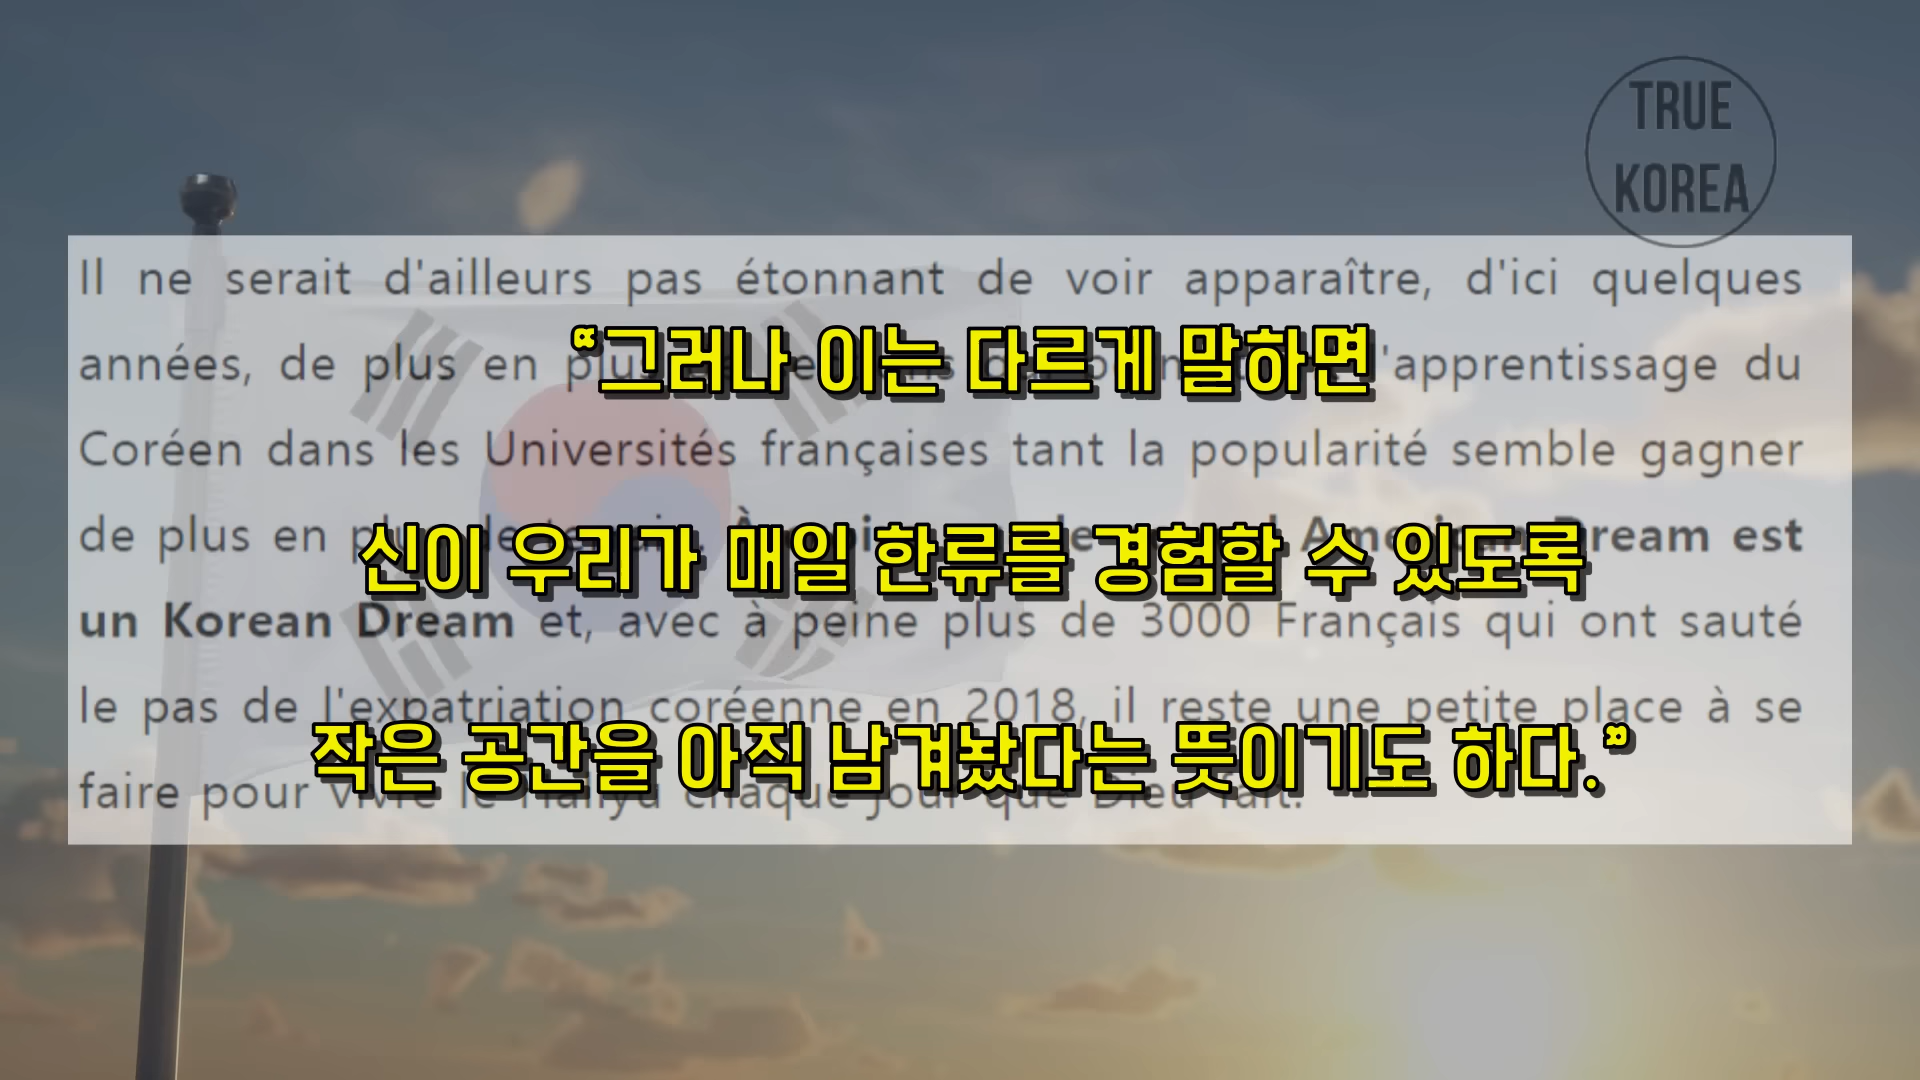 TRUE
KOREA
Il ne serait d'ailleurs pas étonnant de voir apparaître, d'ici quelques
“그러나 이는 다르게 말하면
années, de plus en l'apprentissage du
Coréen dans les Universités françaises tant la popularité semble gagner
de plus en Dream est
신이 우리가 매일 한류를 경험할 수 있도록
un Korean Dream et, avec à peine plus de 3000 Français qui ont sauté
le pas de l'expatriation coréenne en 2018, il reste une petite place à se
작은 공간을 아직 남겨놨다는 뜻이기도 하다.”
faire pour vivre le hallyu chaque jour que Dieu fait.